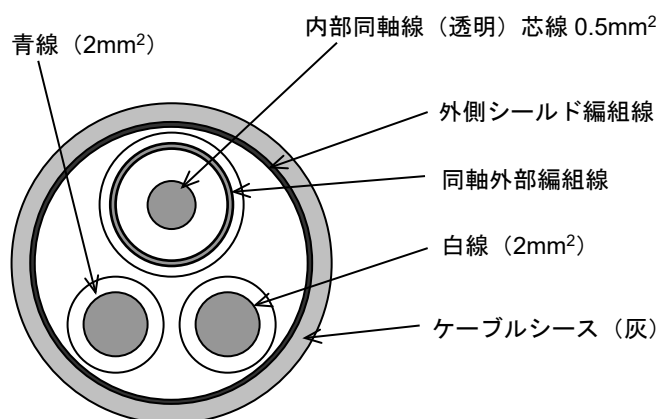 内部同軸線（透明）芯線 0.5mm²
青線（2mm²）
外側シールド編組線
同軸外部編組線
白線（2mm²）
ケーブルシース（灰）